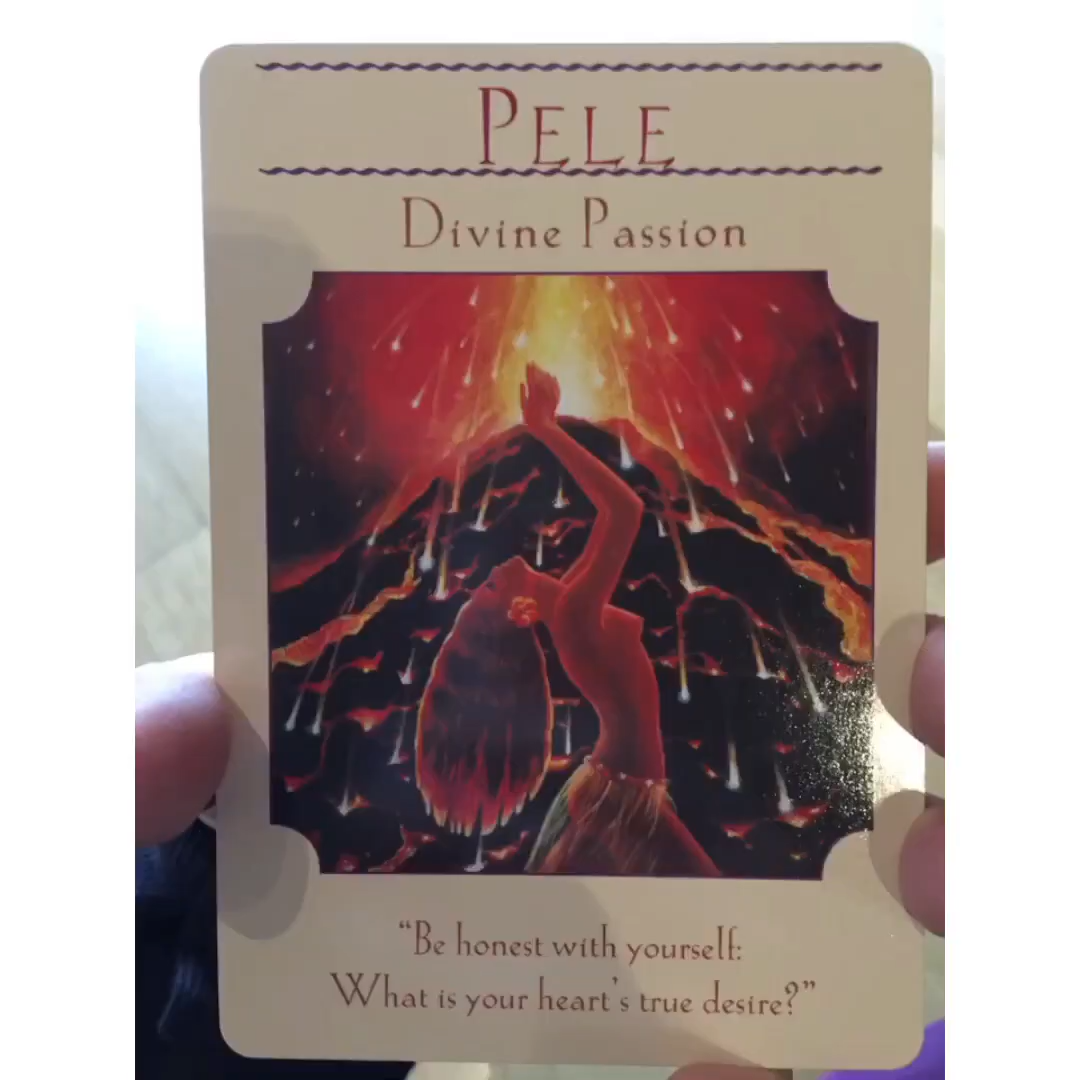 PELE
Divine Passion
“Be honest with yourself:
What is your heart's true desire?”